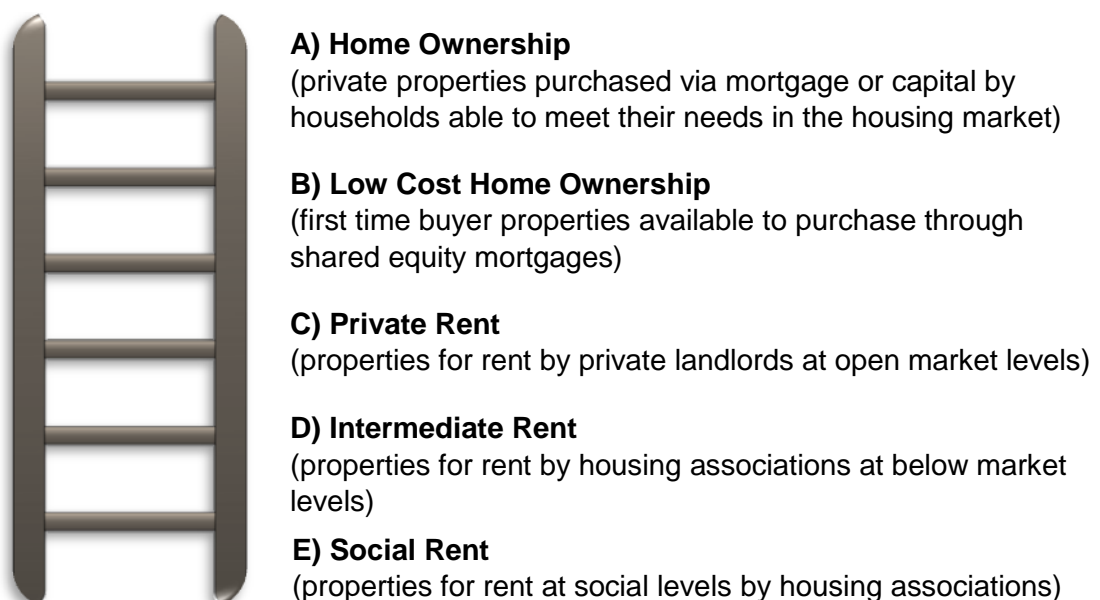 A) Home Ownership
(private properties purchased via mortgage or capital by
households able to meet their needs in the housing market)
B) Low Cost Home Ownership
(first time buyer properties available to purchase through
shared equity mortgages)
C) Private Rent
(properties for rent by private landlords at open market levels)
D) Intermediate Rent
(properties for rent by housing associations at below market
levels)
E) Social Rent
(properties for rent at social levels by housing associations)